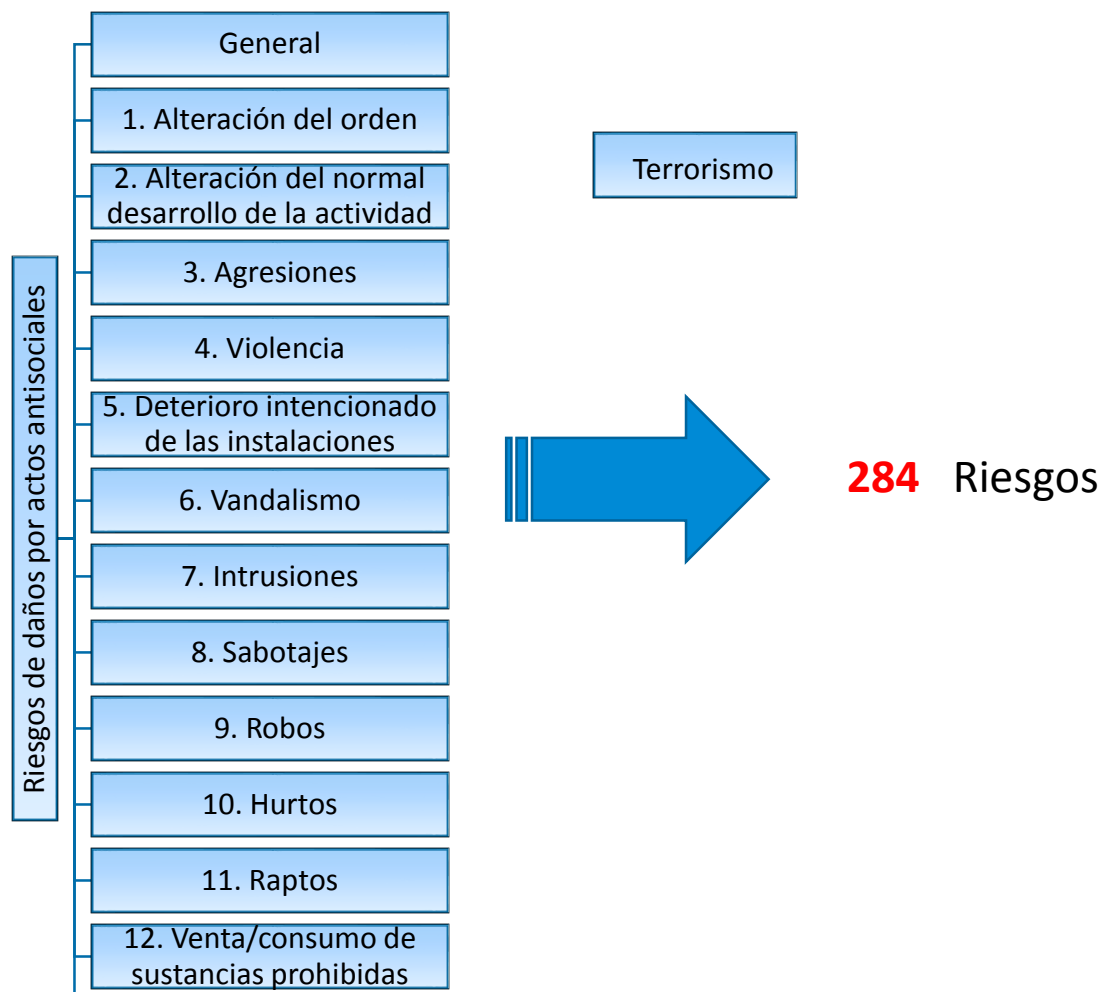 Riesgos de daños por actos antisociales
General
1. Alteración del orden
2. Alteración del normal
desarrollo de la actividad
3. Agresiones
4. Violencia
5. Deterioro intencionado
de las instalaciones
6. Vandalismo
7. Intrusiones
8. Sabotajes
9. Robos
10. Hurtos
11. Raptos
12. Venta/consumo de
sustancias prohibidas
Terrorismo
284 Riesgos